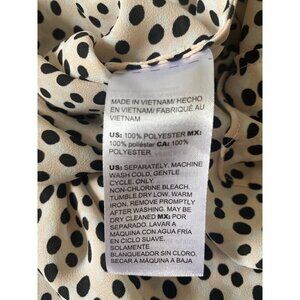 MADE IN VIETNAM/ HECHO
EN VIETNAM/ FABRIQUÉ AU
VIETNAM
US: 100% POLYESTER MX:
100% poliéster CA: 100%
POLYESTER
US: SEPARATELY, MACHINE
WASH COLD, GENTLE
CYCLE, ONLY
NON-CHLORINE BLEACH.
TUMBLE DRY LOW, WARM
IRON, REMOVE PROMPTLY
AFTER WASHING, MAY BE
DRY CLEANED MX: POR
SEPARADO, LAVAR A
MÁQUINA CON AGUA FRÍA
EN CICLO SUAVE,
SOLAMENTE
BLANQUEADOR SIN CLORO.
SECAR A MÁQUINA A BAJA